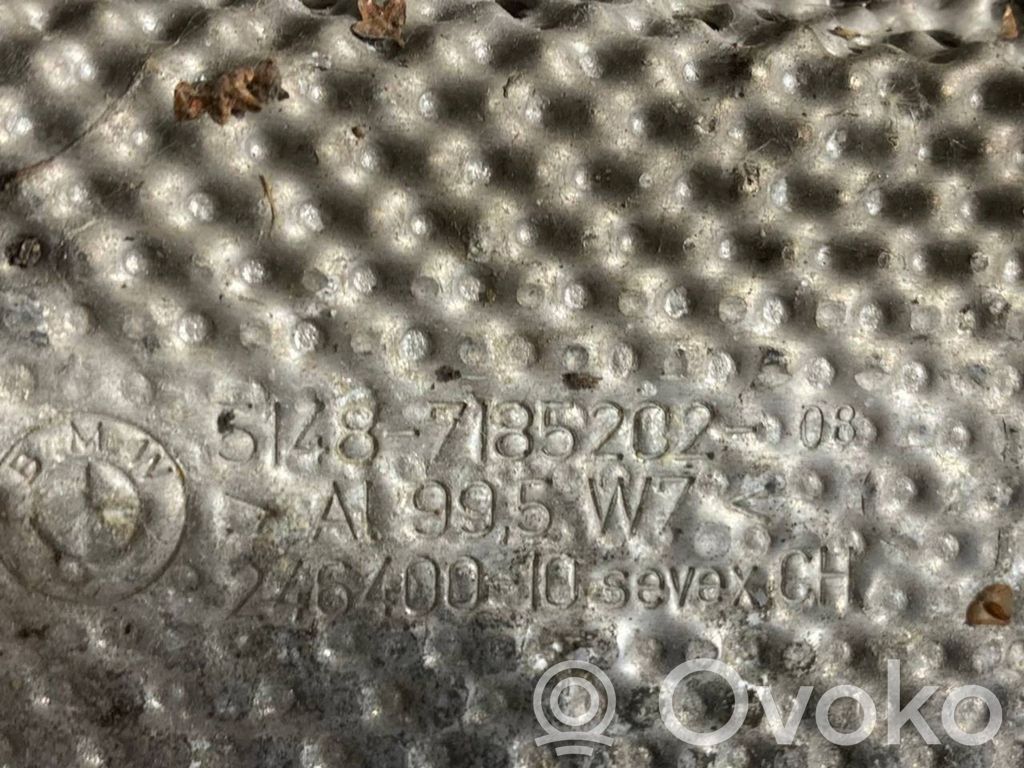 BMW
5148-7185202-08
> Al 99,5 W7 <
246400-10 sevex CH
Ovoko